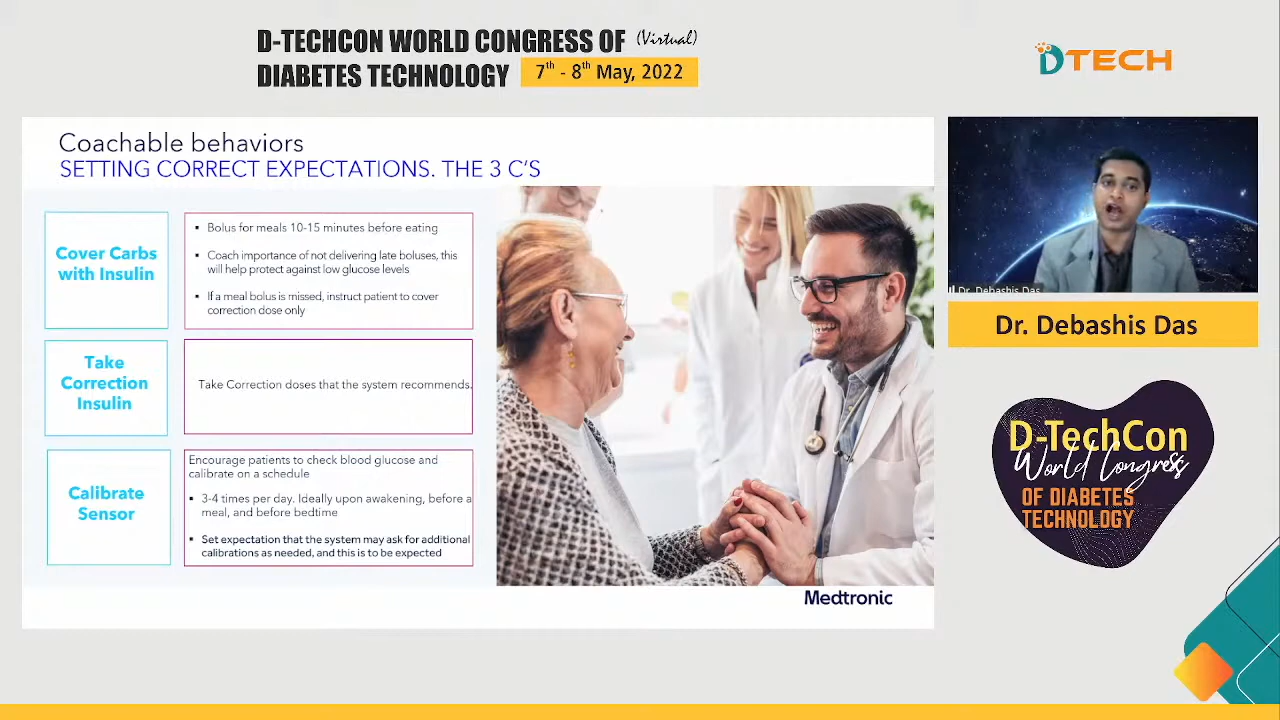 D-TECHCON WORLD CONGRESS OF (Virtual)
DIABETES TECHNOLOGY 7th - 8th May, 2022
DTECH
Coachable behaviors
SETTING CORRECT EXPECTATIONS. THE 3 C'S
Cover Carbs
with Insulin
▪ Bolus for meals 10-15 minutes before eating
▪ Coach importance of not delivering late boluses, this
will help protect against low glucose levels
▪ If a meal bolus is missed, instruct patient to cover
correction dose only
Take
Correction
Insulin
Take Correction doses that the system recommends.
Calibrate
Sensor
Encourage patients to check blood glucose and
calibrate on a schedule
▪ 3-4 times per day. Ideally upon awakening, before a
meal, and before bedtime
▪ Set expectation that the system may ask for additional
calibrations as needed, and this is to be expected
Medtronic
Dr. Debashis Das
Dr. Debashis Das
D-TechCon
World Congress
OF DIABETES
TECHNOLOGY